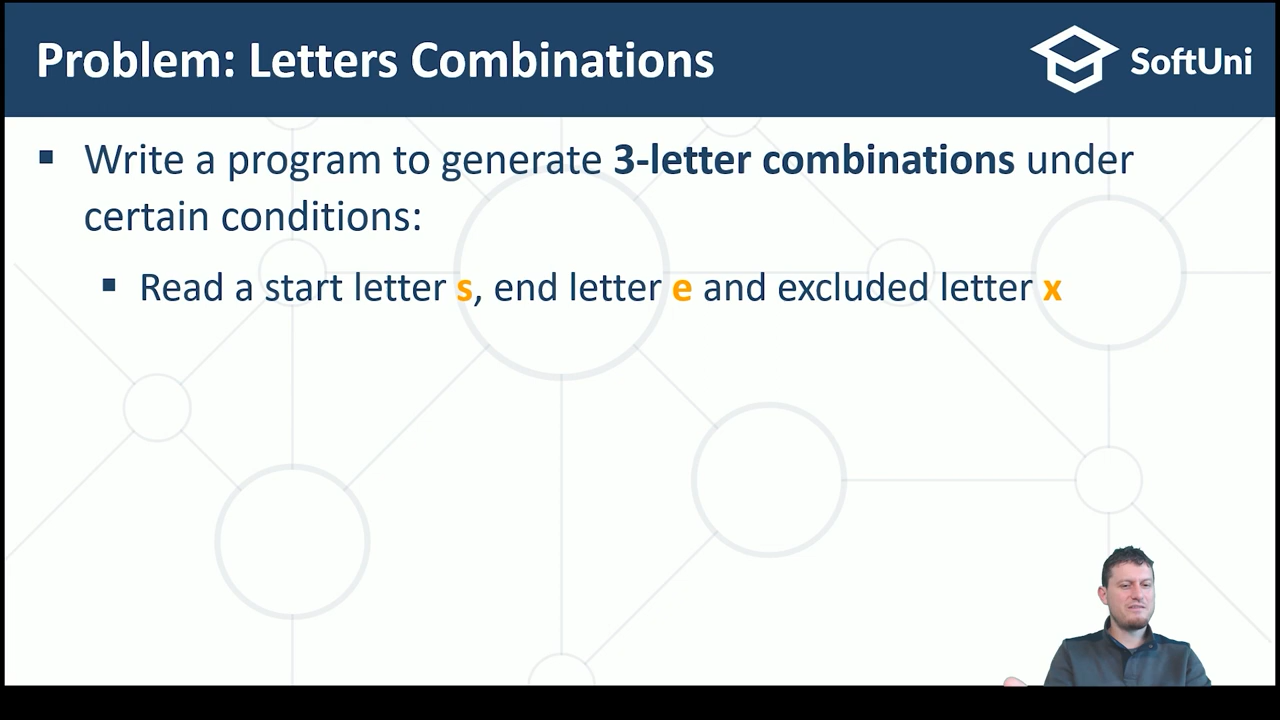 Problem: Letters Combinations
SoftUni
▪ Write a program to generate 3-letter combinations under
certain conditions:
▪ Read a start letter s, end letter e and excluded letter x